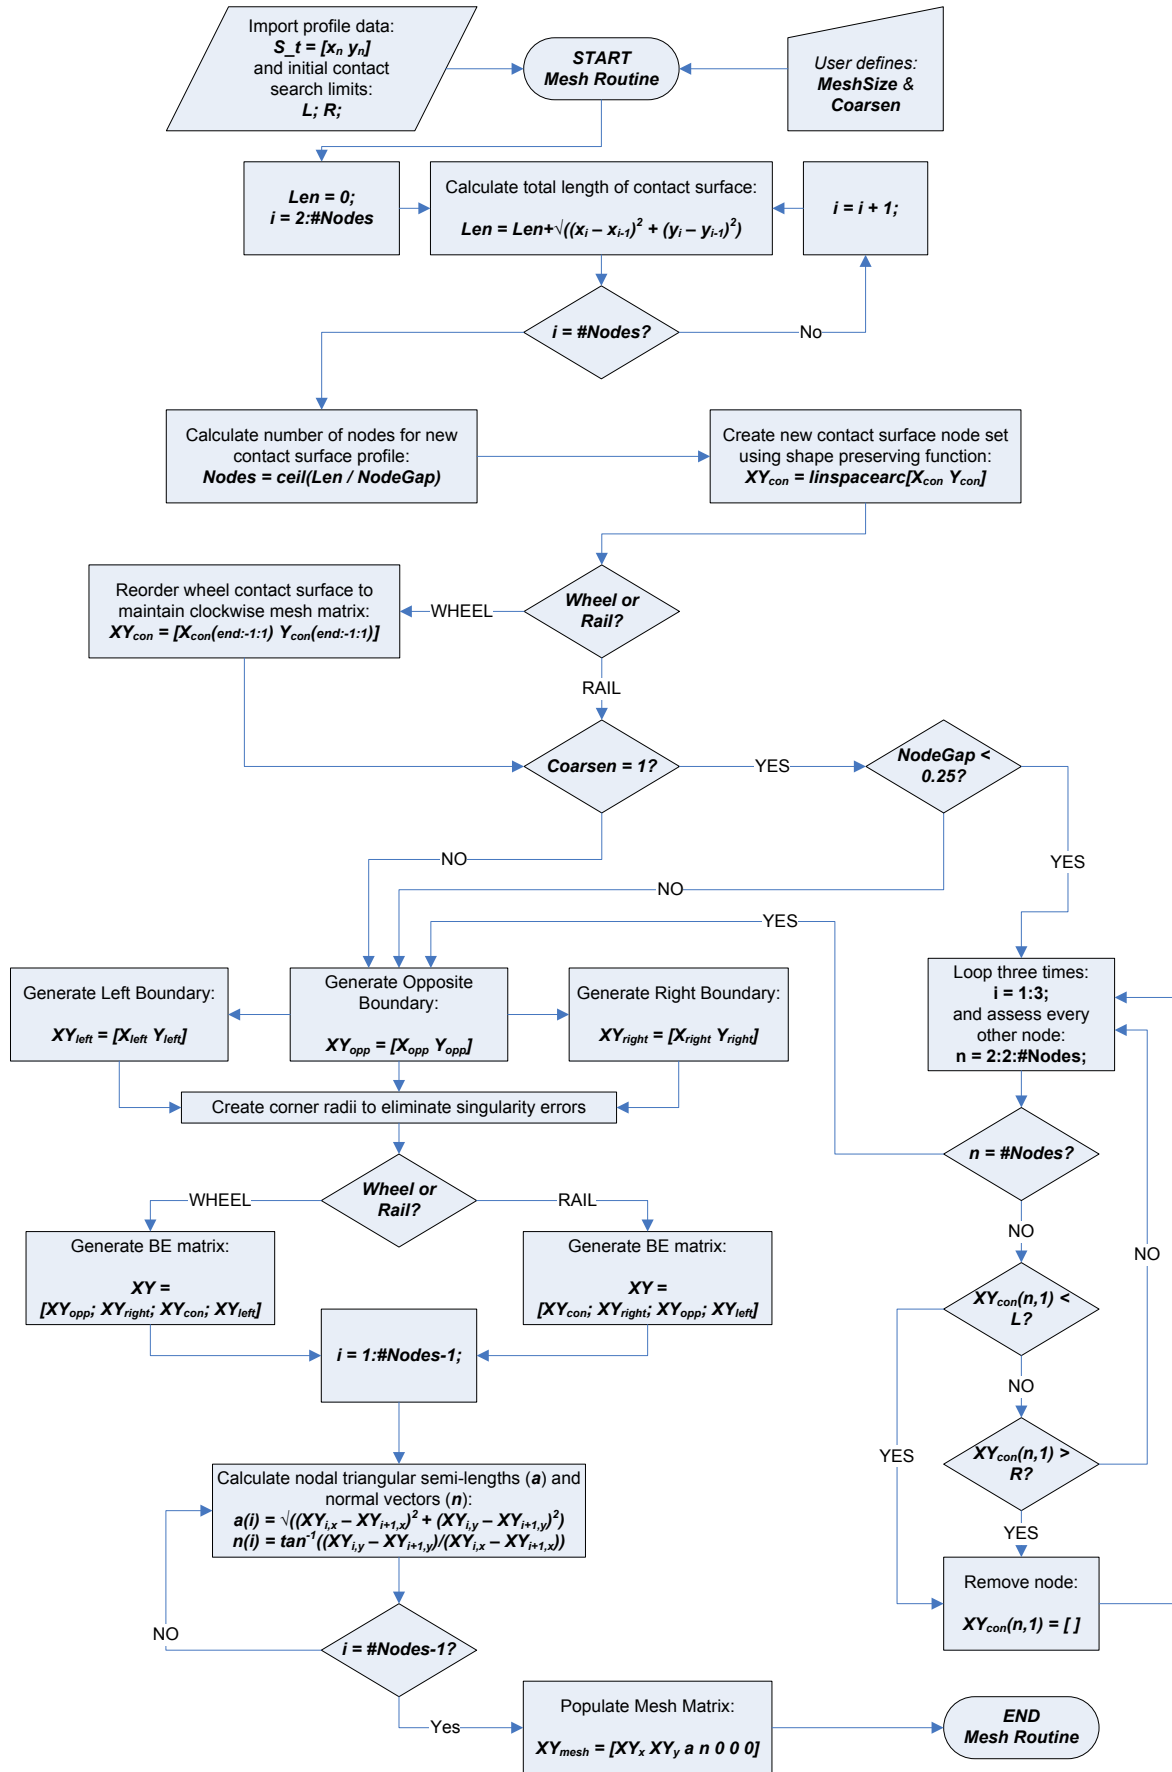 Import profile data:
S_t = [xn yn]
and initial contact
search limits:
L; R;
START
Mesh Routine
User defines:
MeshSize &
Coarsen
Len = 0;
i = 2:#Nodes
Calculate total length of contact surface:
Len = Len+√((xi – xi-1)2 + (yi – yi-1)2)
i = i + 1;
i = #Nodes?
No
Calculate number of nodes for new
contact surface profile:
Nodes = ceil(Len / NodeGap)
Create new contact surface node set
using shape preserving function:
XYcon = linspacearc[Xcon Ycon]
Reorder wheel contact surface to
maintain clockwise mesh matrix:
XYcon = [Xcon(end:-1:1) Ycon(end:-1:1)]
WHEEL
Wheel or
Rail?
RAIL
Coarsen = 1?
YES
NodeGap <
0.25?
NO
NO
YES
YES
Generate Left Boundary:
XYleft = [Xleft Yleft]
Generate Opposite
Boundary:
XYopp = [Xopp Yopp]
Generate Right Boundary:
XYright = [Xright Yright]
Loop three times:
i = 1:3;
and assess every
other node:
n = 2:2:#Nodes;
Create corner radii to eliminate singularity errors
n = #Nodes?
WHEEL
Wheel or
Rail?
RAIL
NO
NO
Generate BE matrix:
XY =
[XYopp; XYright; XYcon; XYleft]
Generate BE matrix:
XY =
[XYcon; XYright; XYopp; XYleft]
XYcon(n,1) <
L?
i = 1:#Nodes-1;
NO
YES
XYcon(n,1) >
R?
YES
Calculate nodal triangular semi-lengths (a) and
normal vectors (n):
a(i) = √((XYi,x – XYi+1,x)2 + (XYi,y – XYi+1,y)2)
n(i) = tan-1((XYi,y – XYi+1,y)/(XYi,x – XYi+1,x))
Remove node:
XYcon(n,1) = [ ]
NO
i = #Nodes-1?
Yes
Populate Mesh Matrix:
XYmesh = [XYx XYy a n 0 0 0]
END
Mesh Routine